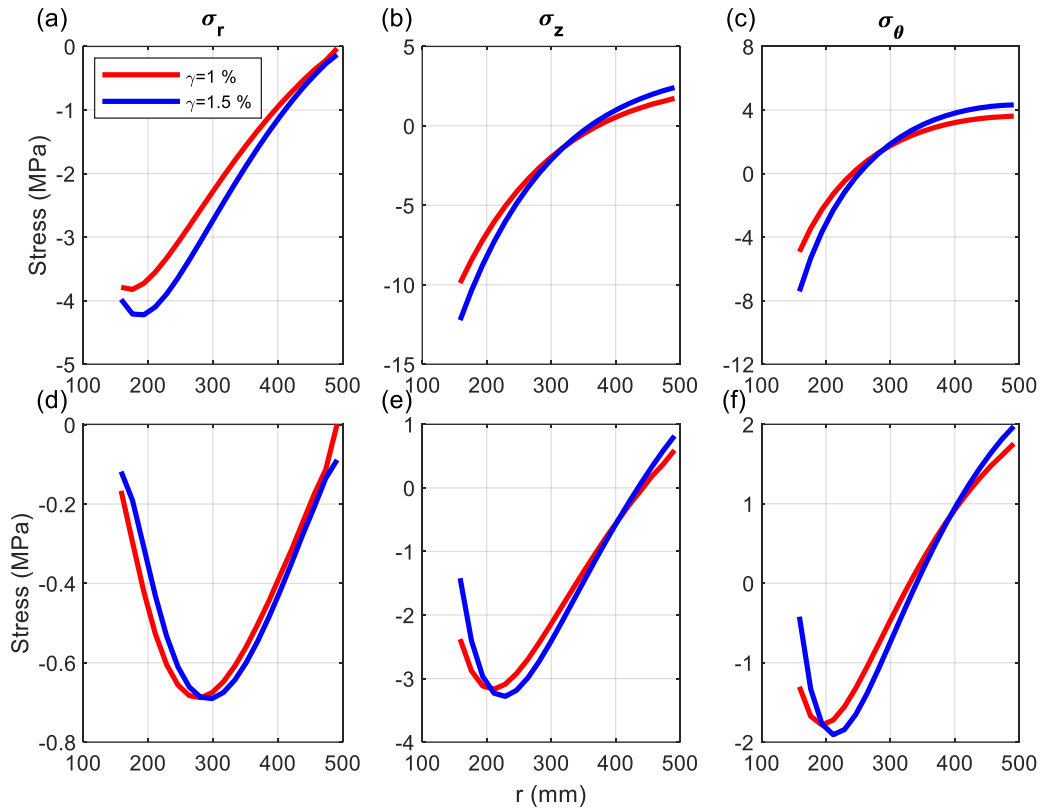 (a) σr (b) σz (c) σθ
0 5 8
γ=1 %
γ=1.5 %
-1 0 4
-2 0
Stress (MPa)
-5
-3 -4
-10
-4 -8
-5 -15 -12
100 200 300 400 500 100 200 300 400 500 100 200 300 400 500
(d) (e) (f)
0 1 2
0
-0.2 1
-1
Stress (MPa)
-0.4 0
-2
-0.6 -1
-3
-0.8 -4 -2
100 200 300 400 500 100 200 300 400 500 100 200 300 400 500
r (mm)